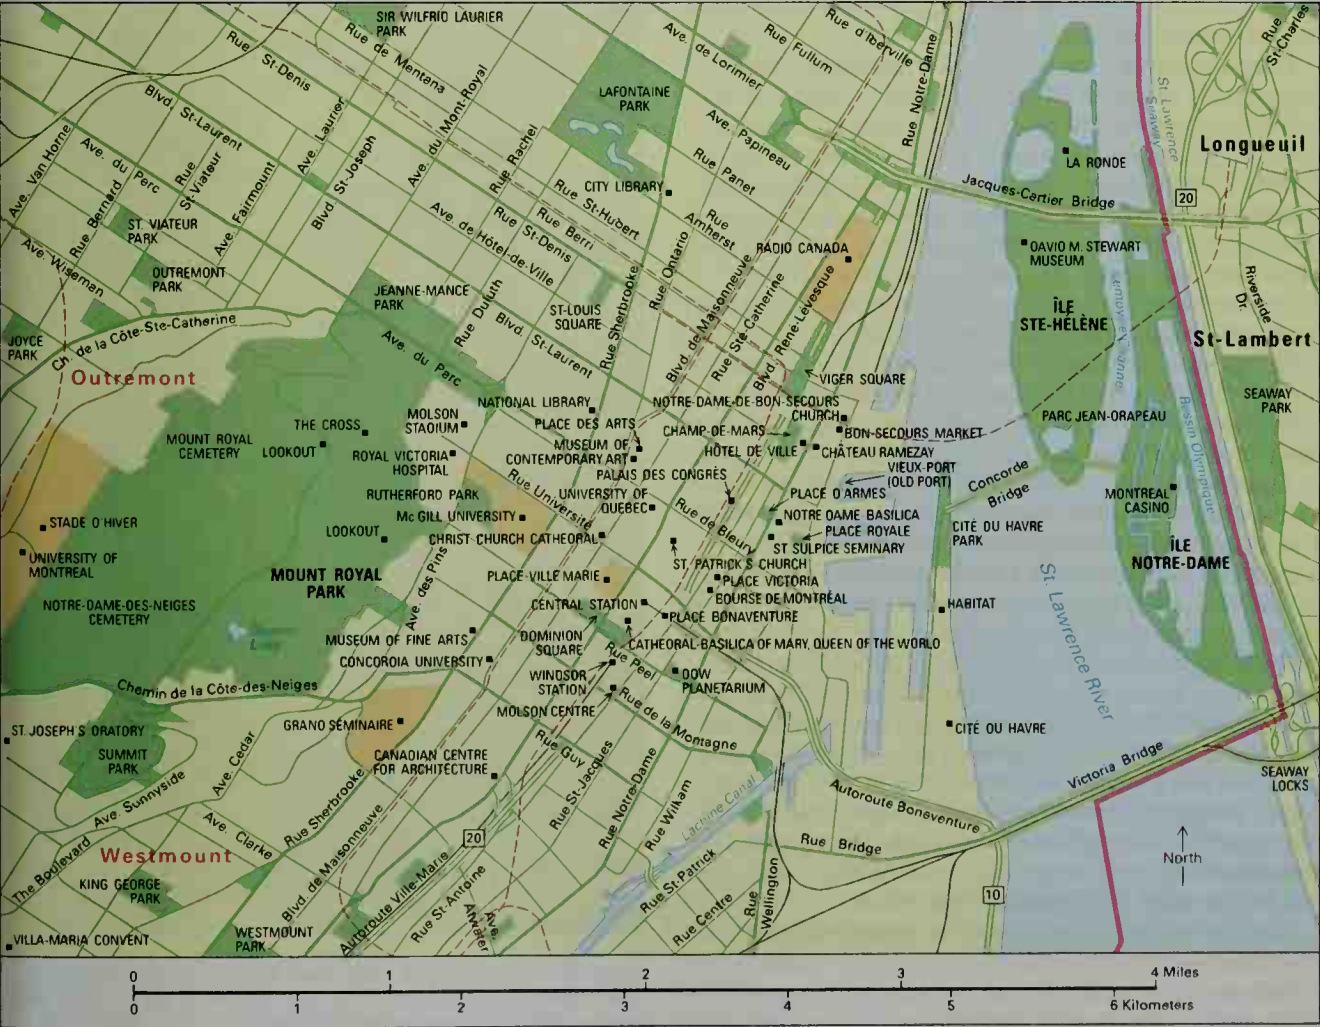 SIR WILFRID LAURIER
PARK
Rue de Mentana
Rue
St-Denis
Ave. de Lorimier
Rue Fullum
Rue d'Iberville
Rue Notre-Dame
Rue
St-Charles
St. Lawrence
Seaway
Longueuil
LAFONTAINE
PARK
Blvd. St-Laurent
Ave. Laurier
Blvd. St-Joseph
Ave. du Mont-Royal
Rue Rachel
Ave. Papineau
Rue Panet
LA RONDE
Ave. Van Horne
Ave. du Parc
Rue Bernard
Rue
St-Viateur
Ave. Fairmount
CITY LIBRARY
Rue St-Hubert
Rue Berri
Rue St-Denis
Ave. de Hôtel-de-Ville
Rue
Amherst
Jacques-Cartier Bridge
20
ST. VIATEUR
PARK
Ave. Wiseman
OUTREMONT
PARK
RADIO CANADA
DAVID M. STEWART
MUSEUM
JEANNE-MANCE
PARK
Rue Duluth
ST-LOUIS
SQUARE
Rue Sherbrooke
Rue Ontario
Blvd. de Maisonneuve
Rue Ste-Catherine
Blvd. Rene-Lévesque
ÎLE
STE-HÉLÈNE
Riverside
Dr.
St-Lambert
JOYCE
PARK
Ch. de la Côte-Ste-Catherine
Outremont
Ave. du Parc
Blvd. St-Laurent
VIGER SQUARE
SEAWAY
PARK
NATIONAL LIBRARY
NOTRE-DAME-DE-BON-SECOURS
CHURCH
PARC JEAN-DRAPEAU
Bassin Olympique
THE CROSS
MOLSON
STADIUM
PLACE DES ARTS
CHAMP-DE-MARS
BON-SECOURS MARKET
MOUNT ROYAL
CEMETERY
LOOKOUT
ROYAL VICTORIA
HOSPITAL
MUSEUM OF
CONTEMPORARY ART
HÔTEL DE VILLE
CHÂTEAU RAMEZAY
PALAIS DES CONGRÈS
VIEUX-PORT
(OLD PORT)
Concorde
Bridge
RUTHERFORD PARK
Rue Université
UNIVERSITY OF
QUEBEC
PLACE D'ARMES
MONTREAL
CASINO
MC GILL UNIVERSITY
Rue de Bleury
NOTRE DAME BASILICA
STADE D'HIVER
LOOKOUT
CHRIST CHURCH CATHEDRAL
PLACE ROYALE
CITÉ DU HAVRE
PARK
ST SULPICE SEMINARY
ÎLE
NOTRE-DAME
UNIVERSITY OF
MONTREAL
MOUNT ROYAL
PARK
Ave. des Pins
PLACE-VILLE MARIE
ST. PATRICK'S CHURCH
PLACE VICTORIA
BOURSE DE MONTRÉAL
NOTRE-DAME-DES-NEIGES
CEMETERY
CENTRAL STATION
PLACE BONAVENTURE
HABITAT
St. Lawrence River
MUSEUM OF FINE ARTS
DOMINION
SQUARE
CATHEDRAL-BASILICA OF MARY, QUEEN OF THE WORLD
CONCORDIA UNIVERSITY
Rue Peel
WINDSOR
STATION
DOW
PLANETARIUM
Chemin de la Côte-des-Neiges
MOLSON CENTRE
Rue de la Montagne
ST. JOSEPH'S ORATORY
GRAND SÉMINAIRE
CITÉ DU HAVRE
SUMMIT
PARK
Ave. Cedar
CANADIAN CENTRE
FOR ARCHITECTURE
Rue Guy
Rue St-Jacques
Rue Notre-Dame
Rue William
Lachine Canal
Victoria Bridge
SEAWAY
LOCKS
Ave. Sunnyside
Autoroute Bonaventure
Ave. Clarke
Rue Sherbrooke
Blvd. de Maisonneuve
20
Rue Bridge
North
The Boulevard
Westmount
KING GEORGE
PARK
Autoroute Ville-Marie
Rue St-Antoine
Ave.
Atwater
Rue St-Patrick
Rue Centre
Rue
Wellington
10
VILLA-MARIA CONVENT
WESTMOUNT
PARK
0 1 2 3 4 Miles
0 1 2 3 4 5 6 Kilometers